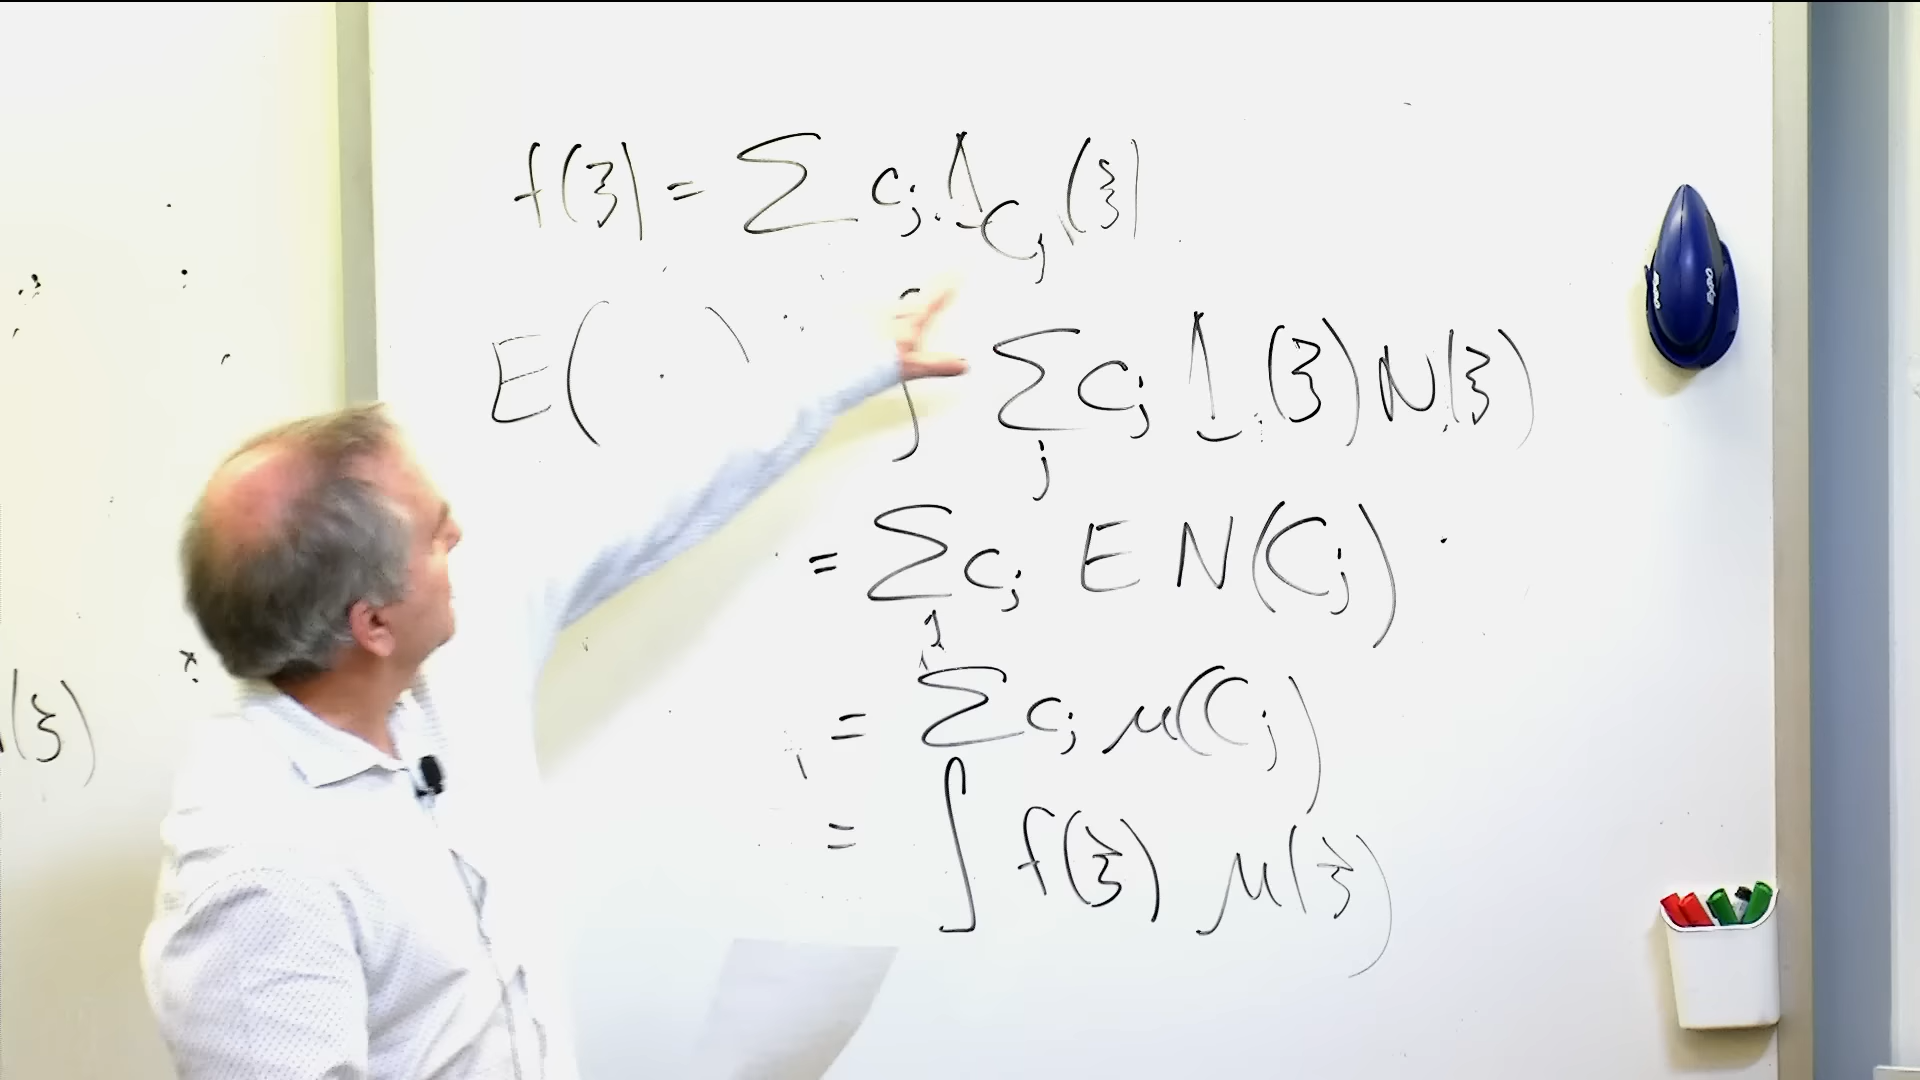 f(ξ) = Σ c_j 1_{C_j}(ξ)
E( ) ∫ Σ_j c_j 1 (ξ) N(ξ)
= Σ_j c_j E N(C_j)
= Σ c_j μ(C_j)
= ∫ f(ξ) μ(ξ)
(ξ)